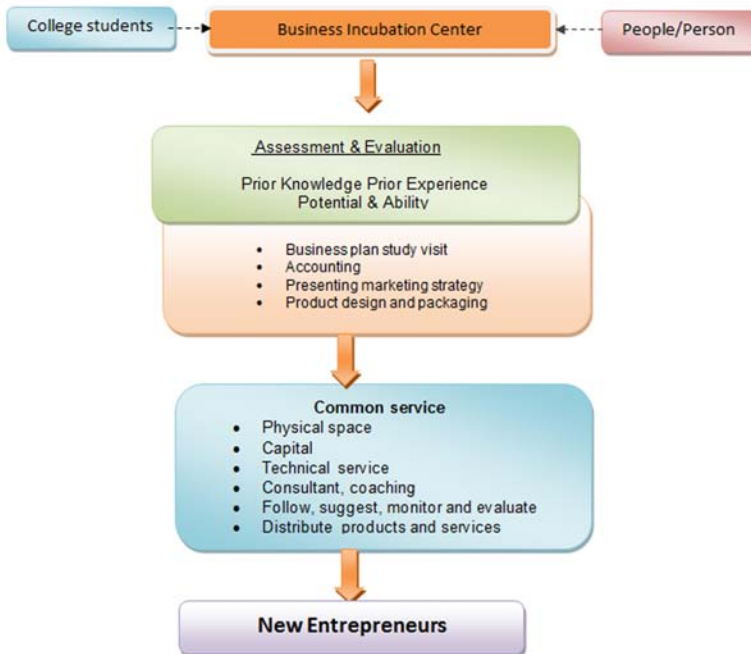 College students
Business Incubation Center
People/Person
Assessment & Evaluation
Prior Knowledge Prior Experience
Potential & Ability
• Business plan study visit
• Accounting
• Presenting marketing strategy
• Product design and packaging
Common service
• Physical space
• Capital
• Technical service
• Consultant, coaching
• Follow, suggest, monitor and evaluate
• Distribute products and services
New Entrepreneurs